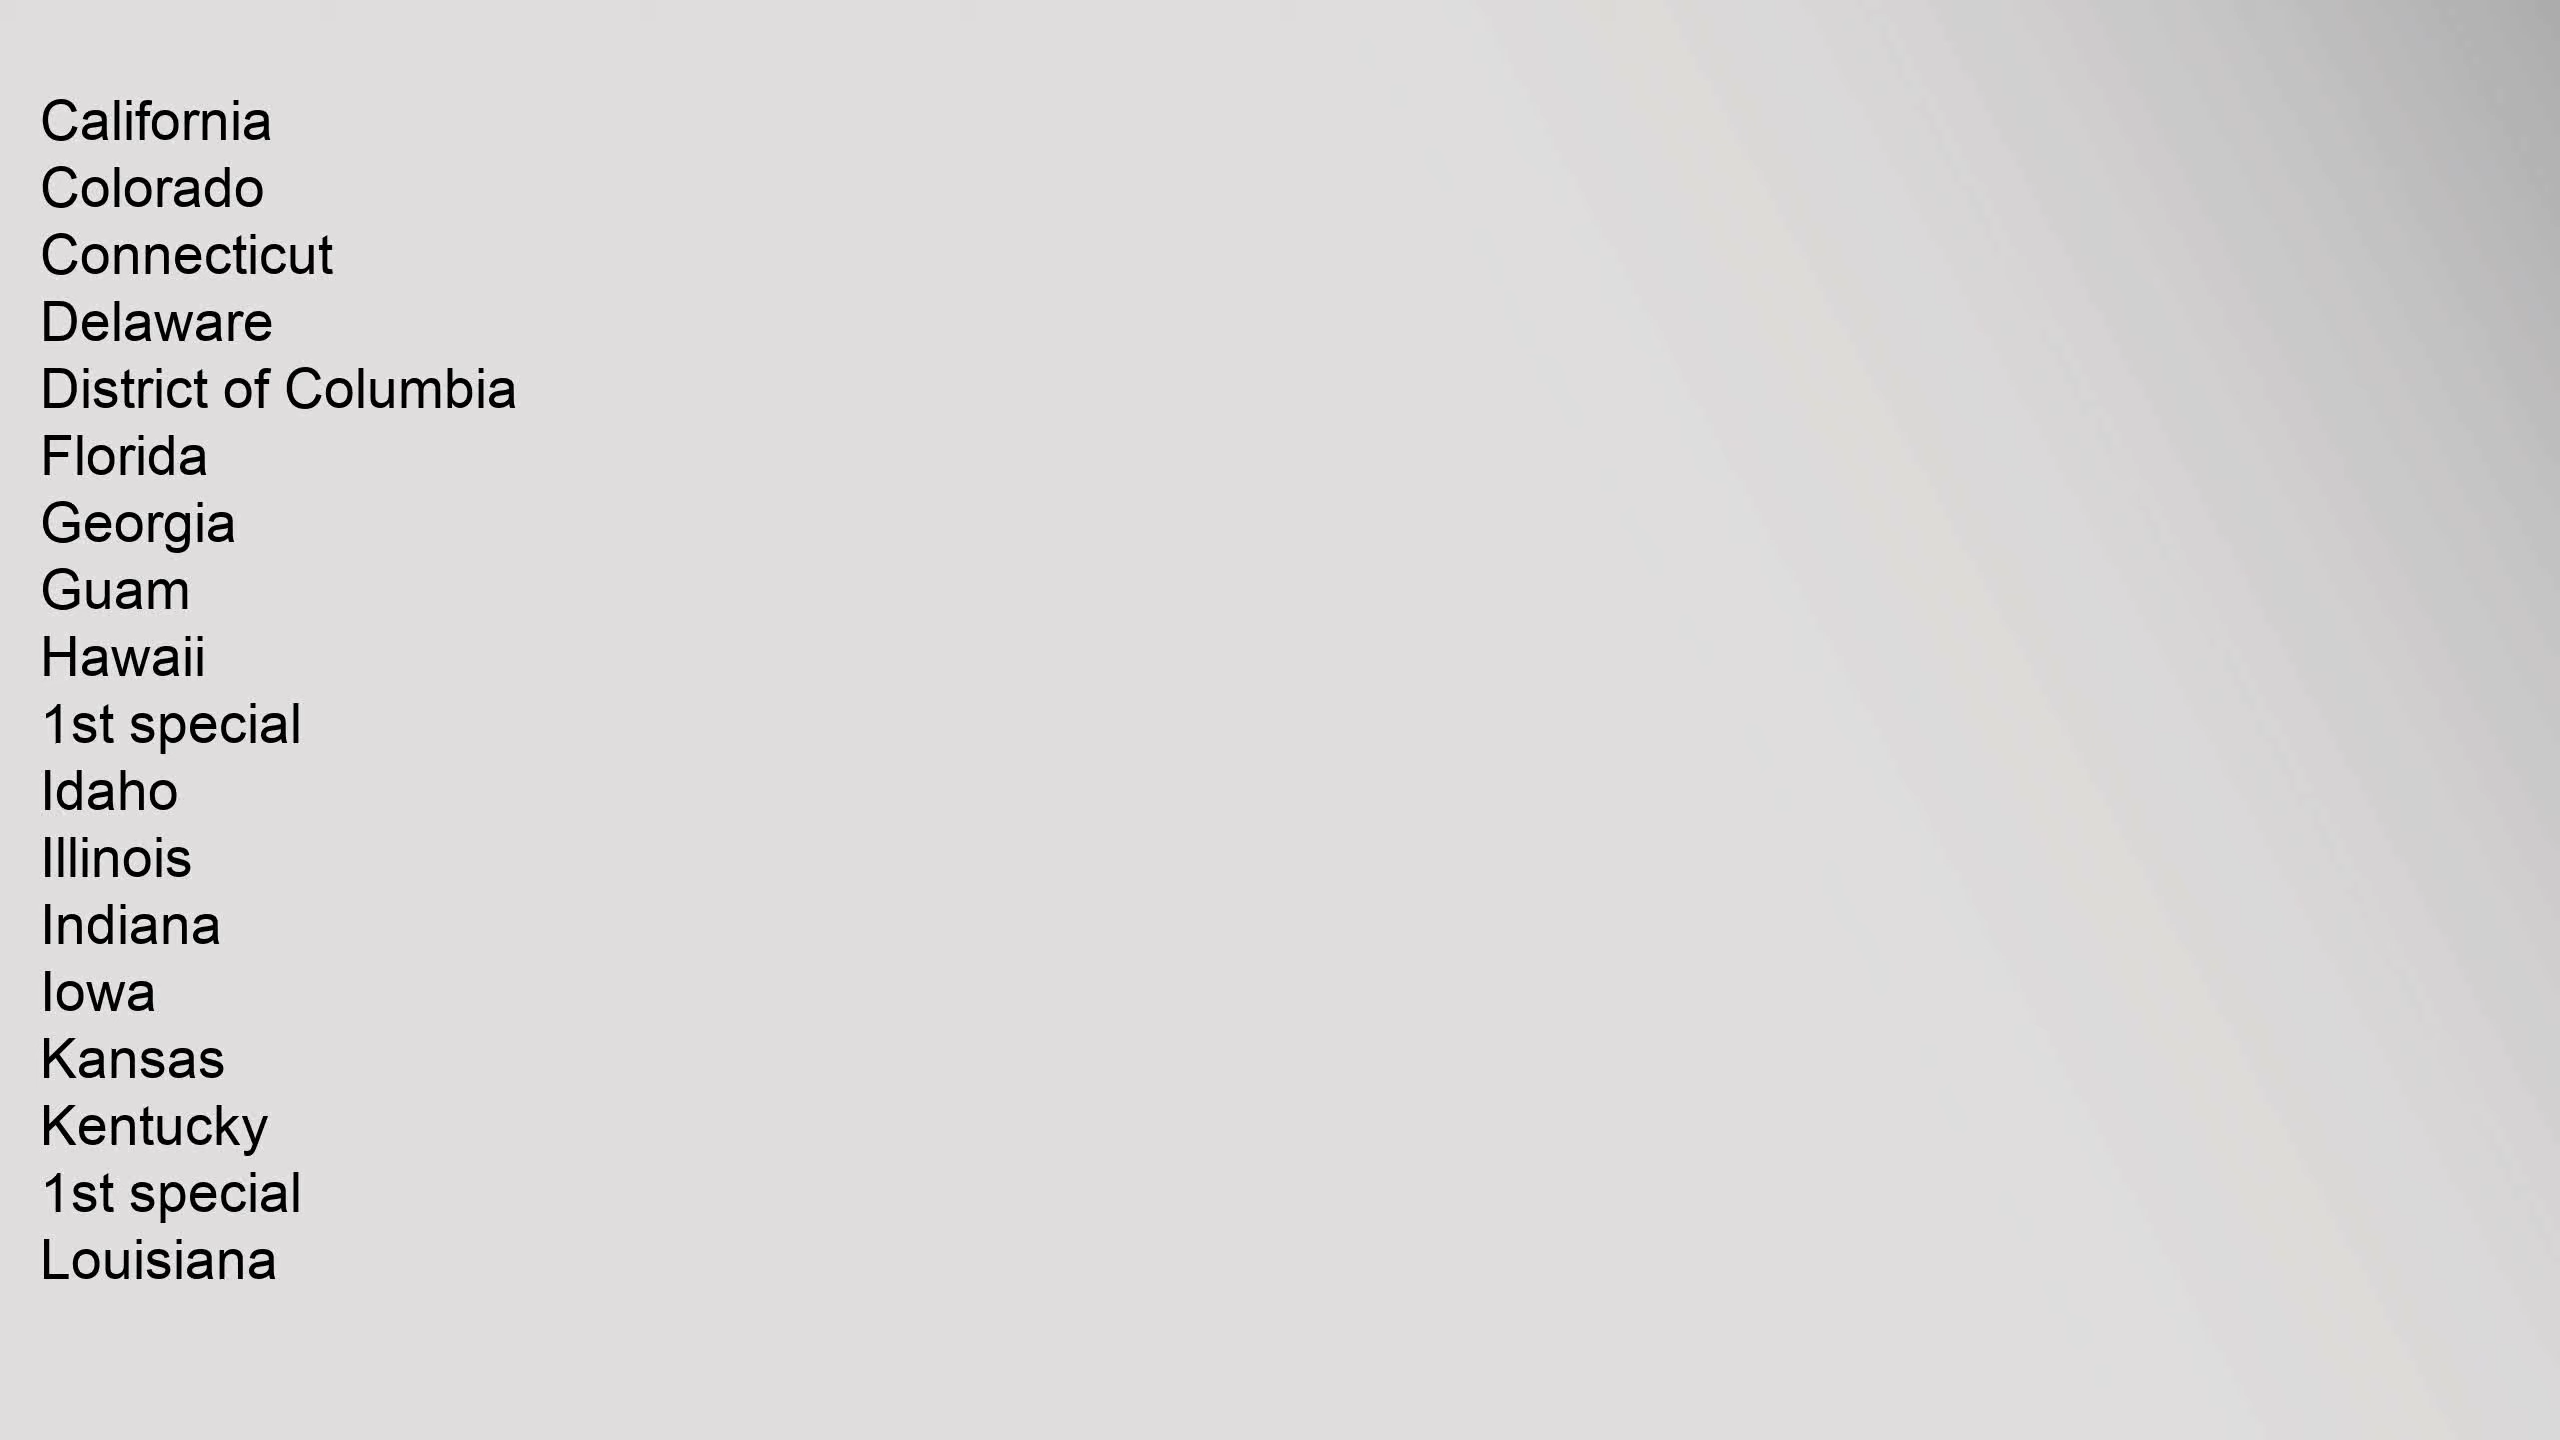 California
Colorado
Connecticut
Delaware
District of Columbia
Florida
Georgia
Guam
Hawaii
1st special
Idaho
Illinois
Indiana
Iowa
Kansas
Kentucky
1st special
Louisiana